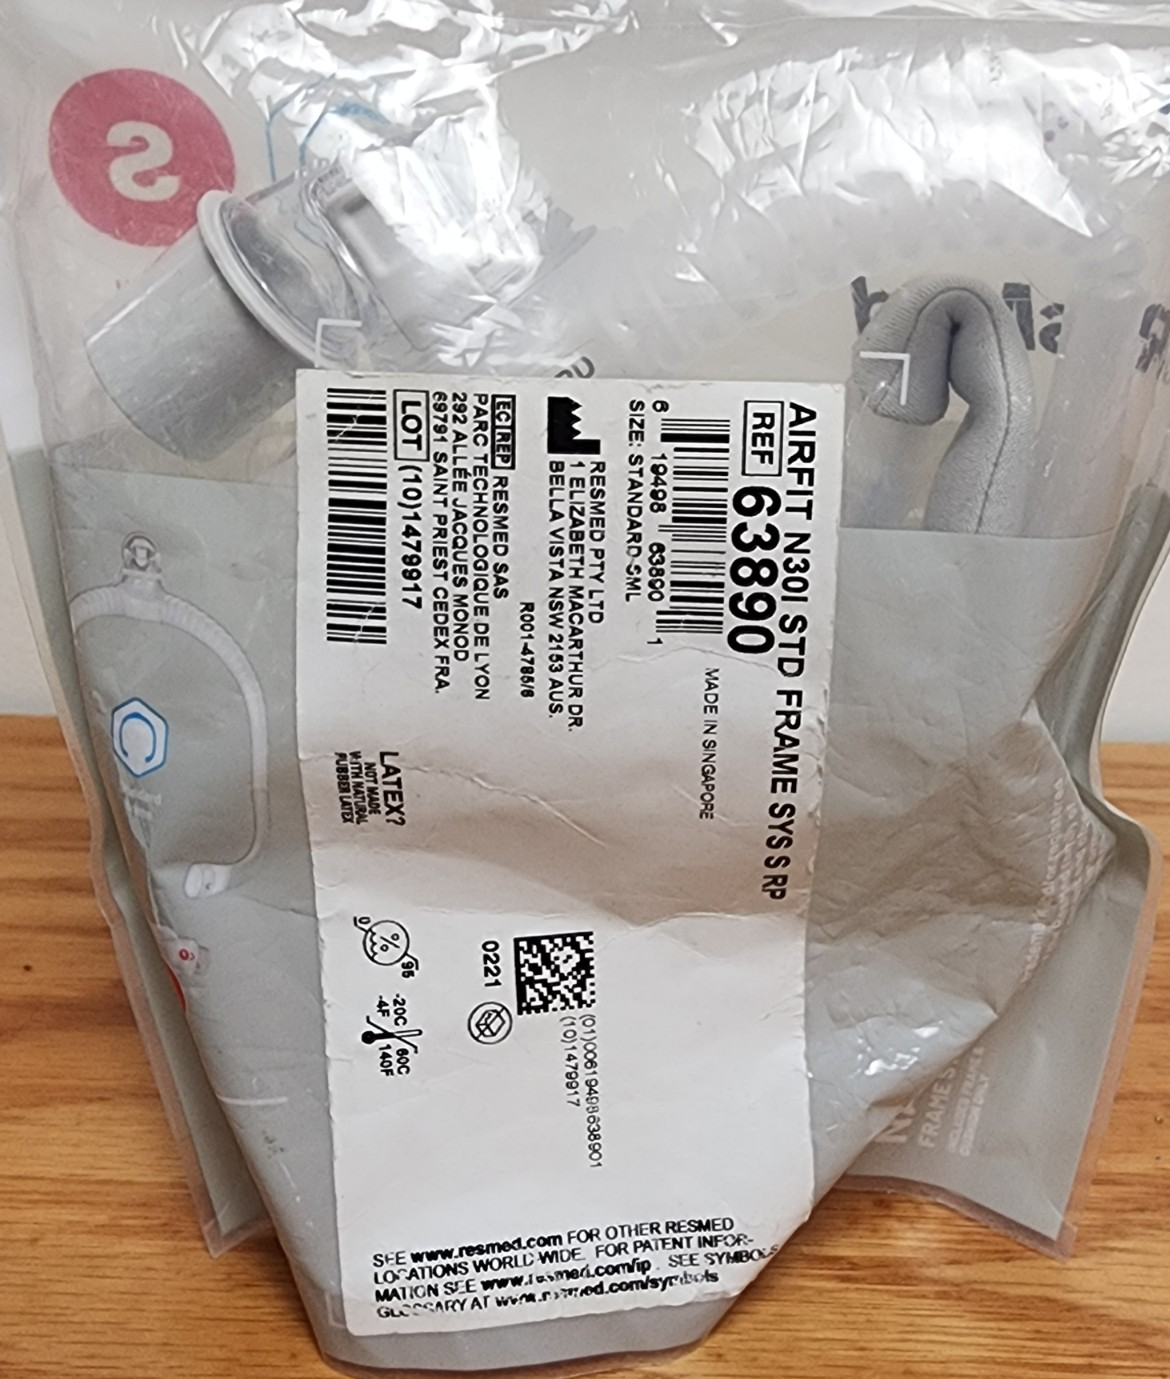 S
AIRFIT N30I STD FRAME SYS S RP
REF 63890
MADE IN SINGAPORE
6 19498 63890 1
SIZE: STANDARD-SML
RESMED PTY LTD
1 ELIZABETH MACARTHUR DR.
BELLA VISTA NSW 2153 AUS.
R001-4785/6
EC REP RESMED SAS
PARC TECHNOLOGIQUE DE LYON
292 ALLÉE JACQUES MONOD
69791 SAINT PRIEST CEDEX FRA.
LOT (10)1479917
LATEX?
NOT MADE
WITH NATURAL
RUBBER LATEX
0 % 95
-20C 60C
-4F 140F
0221
(01)00619498638901
(10)1479917
SEE www.resmed.com FOR OTHER RESMED
LOCATIONS WORLD WIDE. FOR PATENT INFOR-
MATION SEE www.resmed.com/ip . SEE SYMBOLS
GLOSSARY AT www.resmed.com/symbols
FRAME S